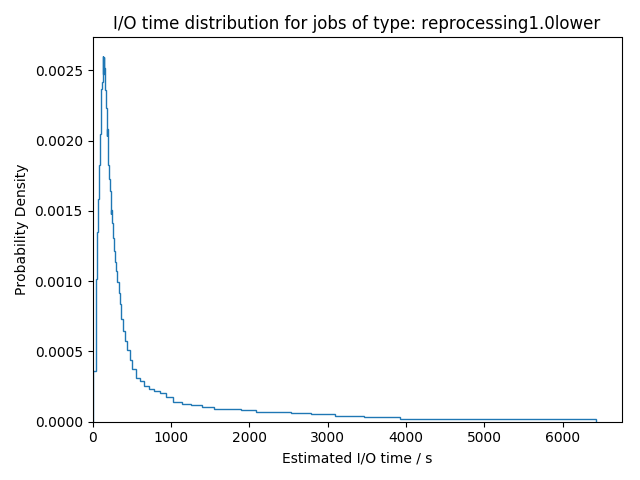 I/O time distribution for jobs of type: reprocessing1.0lower
Probability Density
0.0025
0.0020
0.0015
0.0010
0.0005
0.0000
0 1000 2000 3000 4000 5000 6000
Estimated I/O time / s